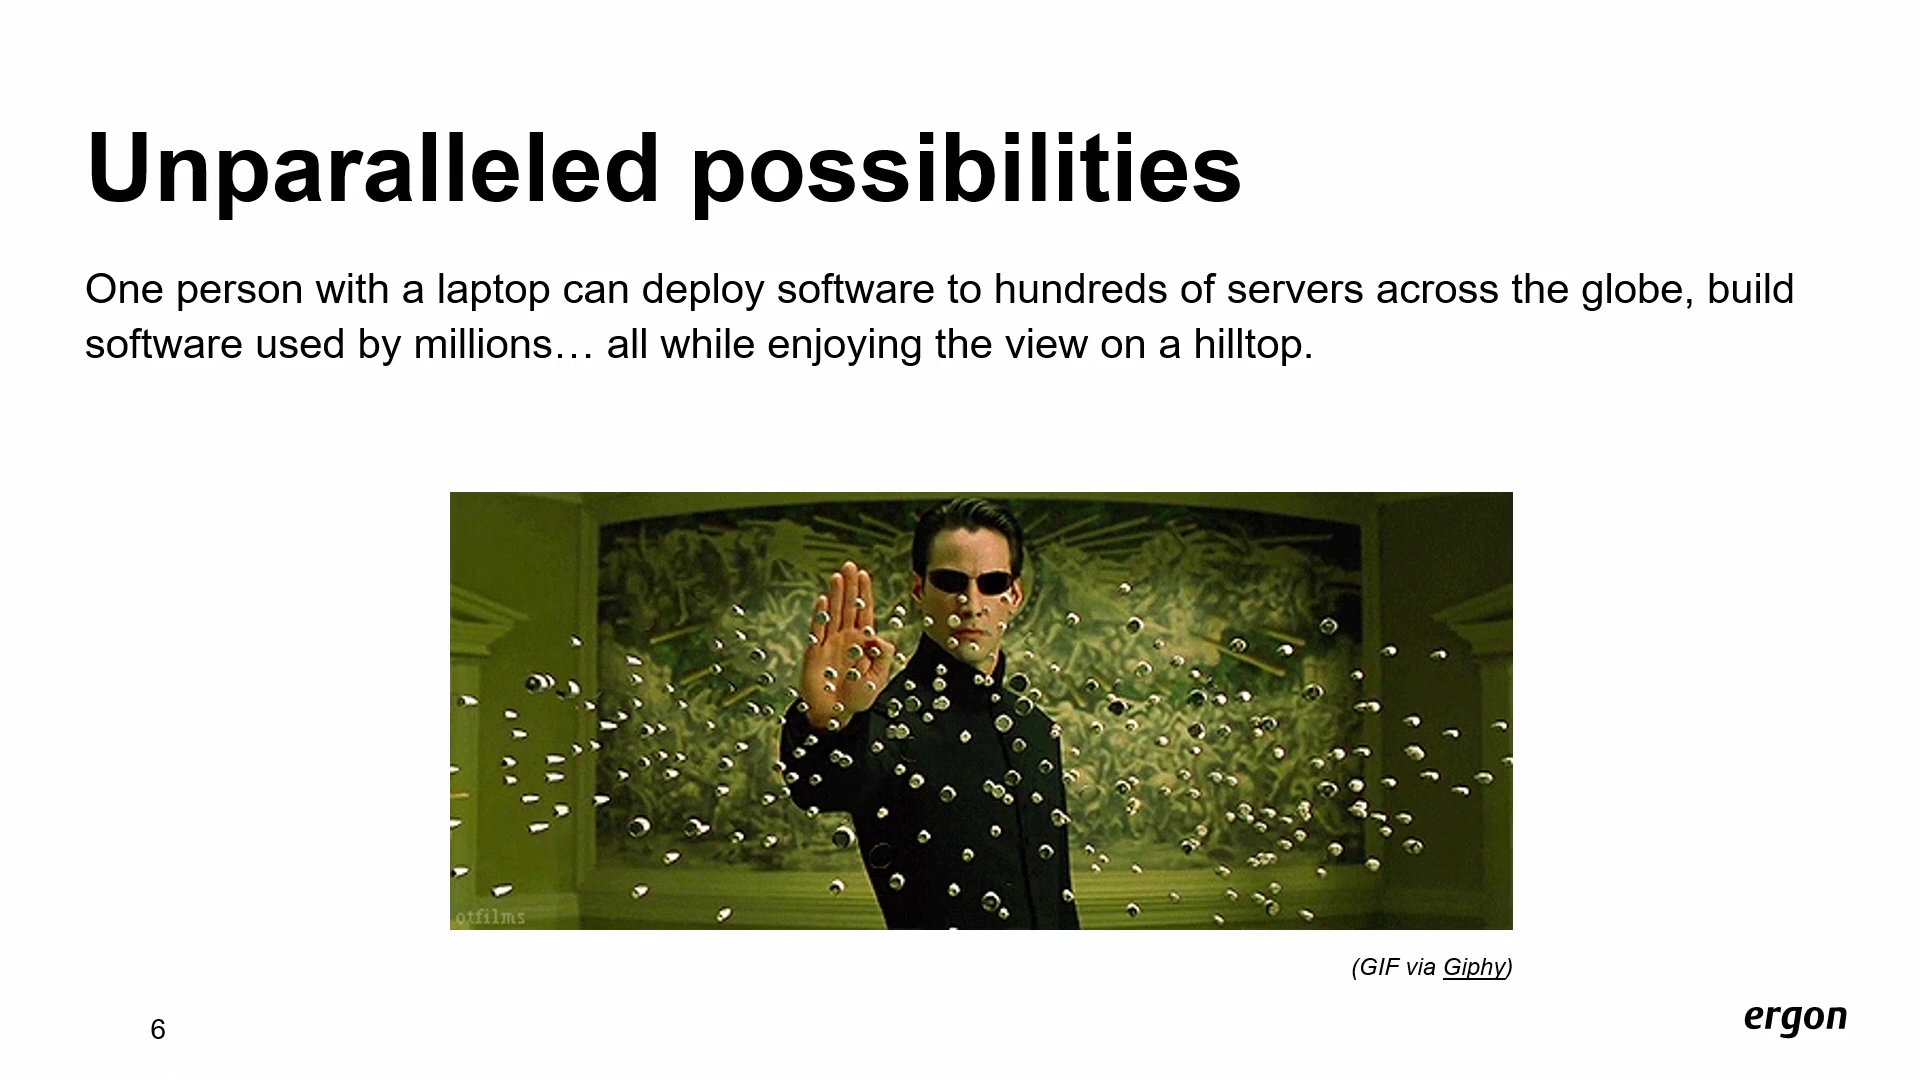 Unparalleled possibilities
One person with a laptop can deploy software to hundreds of servers across the globe, build
software used by millions… all while enjoying the view on a hilltop.
otfilms
(GIF via Giphy)
6
ergon